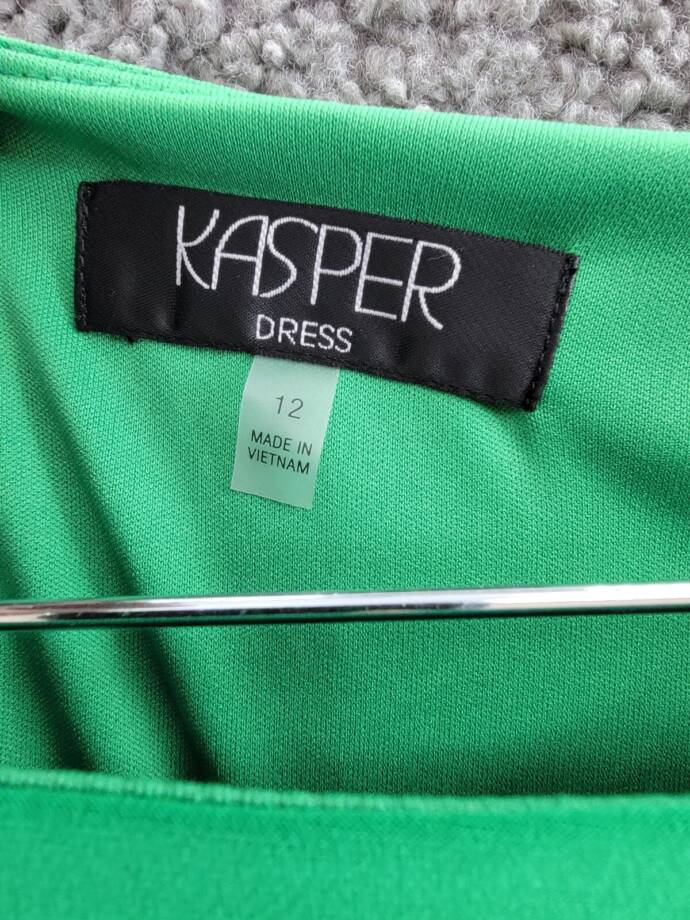 KASPER
DRESS
12
MADE IN
VIETNAM